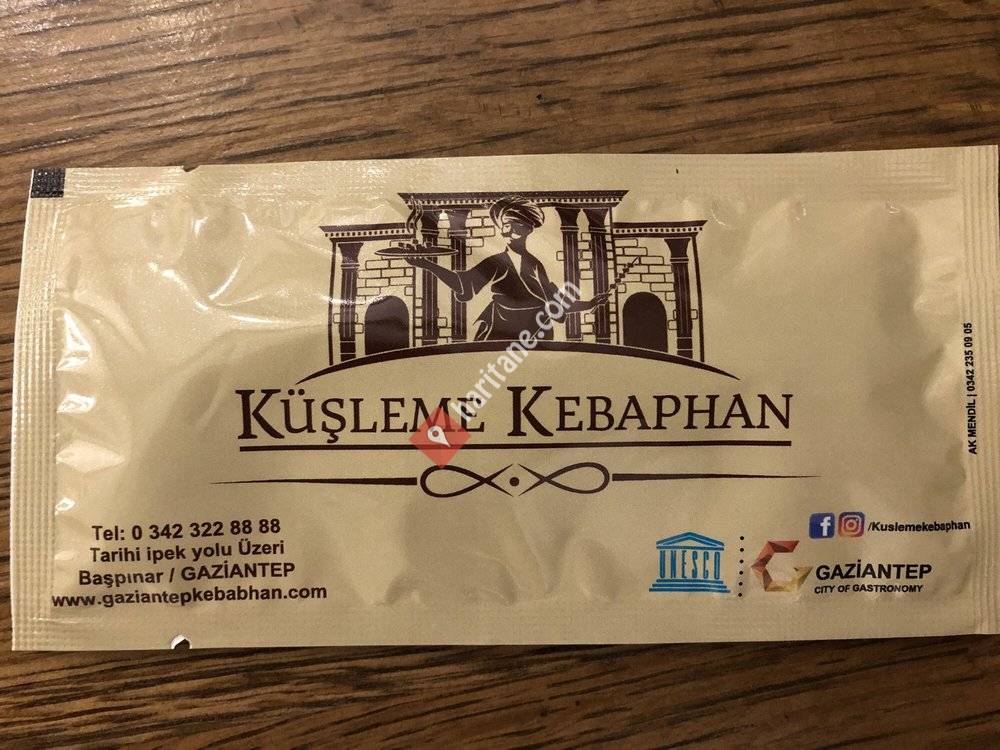 KÜŞLEME KEBAPHAN
haritane.com
Tel: 0 342 322 88 88
Tarihi ipek yolu Üzeri
Başpınar / GAZİANTEP
www.gaziantepkebabhan.com
UNESCO
/Kuslemekebaphan
GAZİANTEP
CITY OF GASTRONOMY
AK MENDİL | 0342 235 09 05